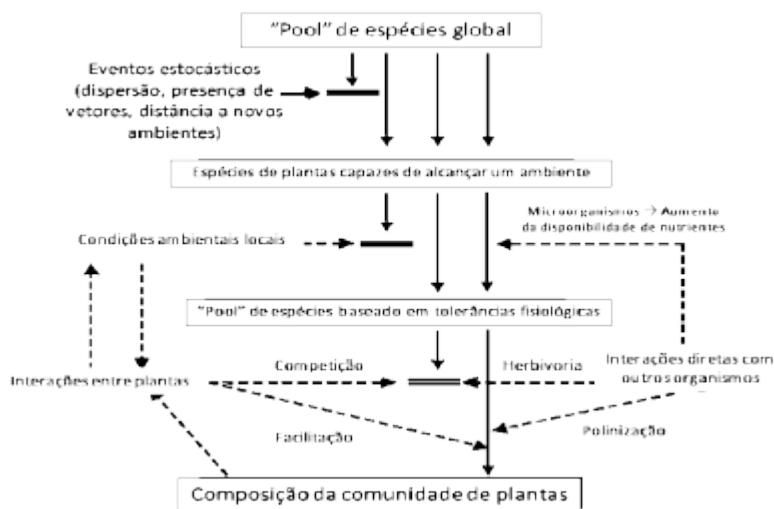 "Pool" de espécies global
Eventos estocásticos
(dispersão, presença de
vetores, distância a novos
ambientes)
Espécies de plantas capazes de alcançar um ambiente
Condições ambientais locais
Microorganismos → Aumento
da disponibilidade de nutrientes
"Pool" de espécies baseado em tolerâncias fisiológicas
Interações entre plantas
Competição
Herbivoria
Interações diretas com
outros organismos
Facilitação
Polinização
Composição da comunidade de plantas